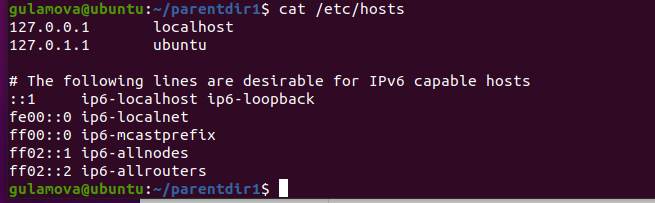 gulamova@ubuntu:~/parentdir1$ cat /etc/hosts
127.0.0.1       localhost
127.0.1.1       ubuntu

# The following lines are desirable for IPv6 capable hosts
::1     ip6-localhost ip6-loopback
fe00::0 ip6-localnet
ff00::0 ip6-mcastprefix
ff02::1 ip6-allnodes
ff02::2 ip6-allrouters
gulamova@ubuntu:~/parentdir1$